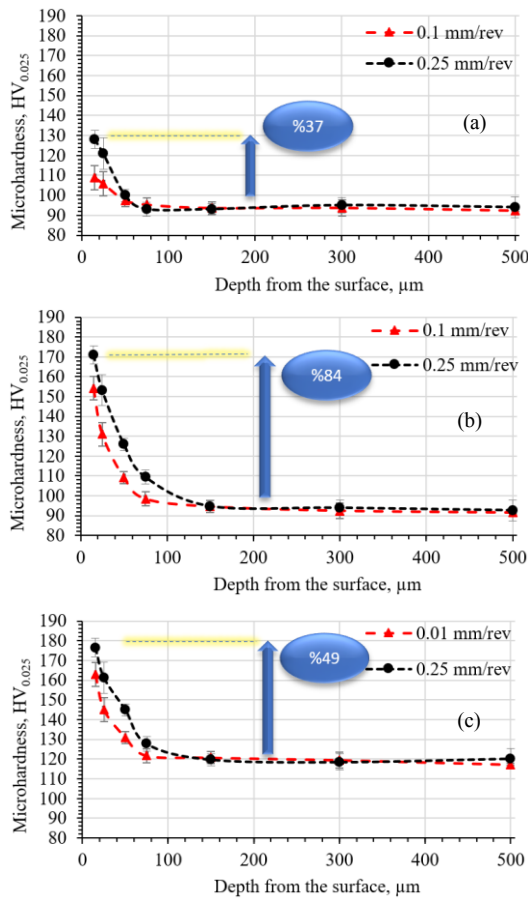 190
180
170
160
150
140
130
120
110
100
90
80
Microhardness, HV0.025
0.1 mm/rev
0.25 mm/rev
%37
(a)
0 100 200 300 400 500
Depth from the surface, µm
190
180
170
160
150
140
130
120
110
100
90
80
Microhardness, HV0.025
0.1 mm/rev
0.25 mm/rev
%84
(b)
0 100 200 300 400 500
Depth from the surface, µm
190
180
170
160
150
140
130
120
110
100
90
80
Microhardness, HV0.025
0.01 mm/rev
0.25 mm/rev
%49
(c)
0 100 200 300 400 500
Depth from the surface, µm